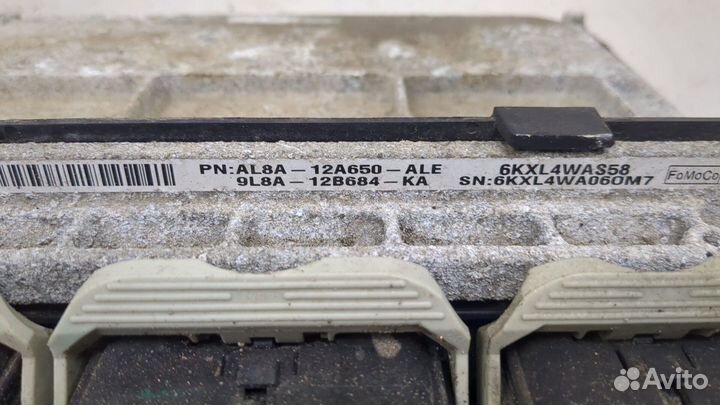 PN:AL8A-12A650-ALE 6KXL4WAS58
9L8A-12B684-KA SN:6KXL4WA060M7
FoMoCo
Avito